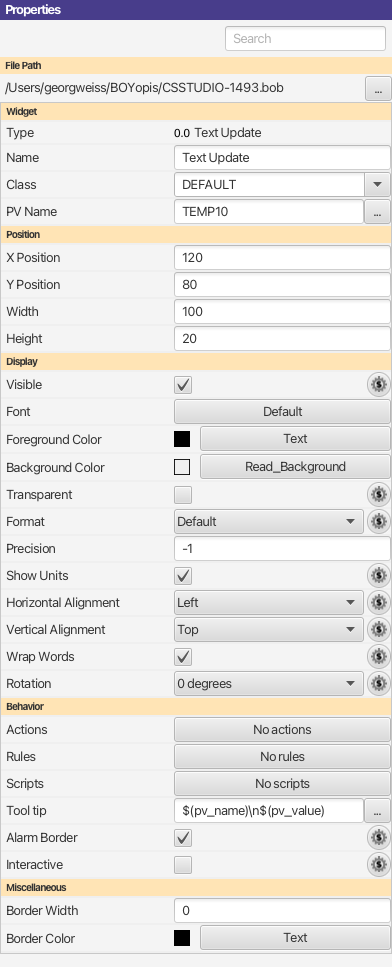 Properties
Search
File Path
/Users/georgweiss/BOYopis/CSSTUDIO-1493.bob ...
Widget
Type 0.0 Text Update
Name Text Update
Class DEFAULT
PV Name TEMP10 ...
Position
X Position 120
Y Position 80
Width 100
Height 20
Display
Visible $
Font Default
Foreground Color Text
Background Color Read_Background
Transparent $
Format Default $
Precision -1
Show Units $
Horizontal Alignment Left $
Vertical Alignment Top $
Wrap Words $
Rotation 0 degrees $
Behavior
Actions No actions
Rules No rules
Scripts No scripts
Tool tip $(pv_name)\n$(pv_value) ...
Alarm Border $
Interactive $
Miscellaneous
Border Width 0
Border Color Text